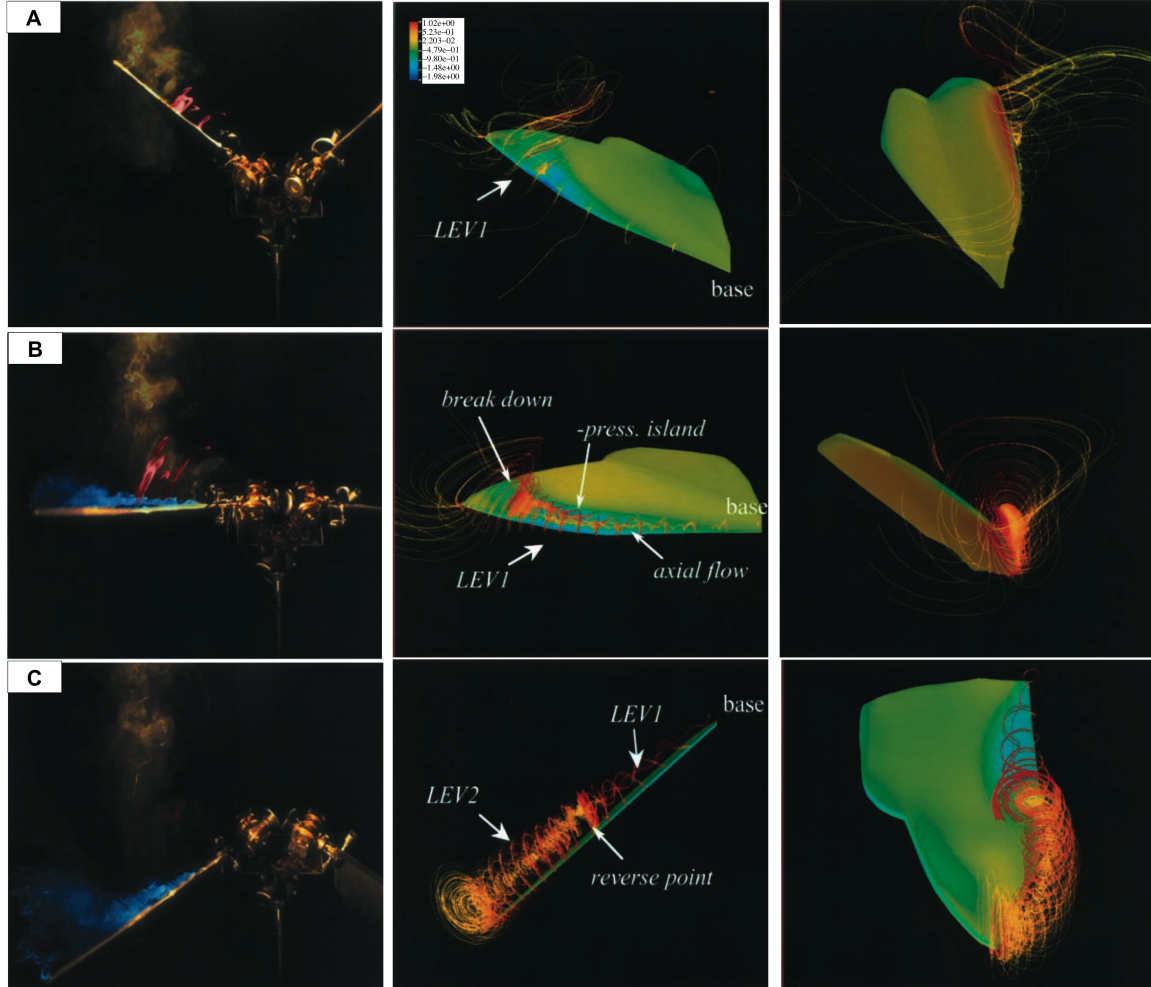 A
1.02e+00
5.23e−01
2.203−02
−4.79e−01
−9.80e−01
−1.48e+00
−1.98e+00
LEV1
base
B
break down
-press. island
base
LEV1
axial flow
C
LEV1
base
LEV2
reverse point